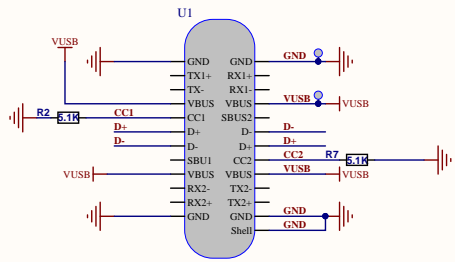 U1
VUSB
GND GND GND
TX1+ RX1+
TX- RX1-
VBUS VBUS VUSB VUSB
R2 5.1K CC1 CC1 SBUS2
D+ D+ D- D-
D- D- D+ D+
SBU1 CC2 CC2 R7 5.1K
VUSB VBUS VBUS VUSB VUSB
RX2- TX2-
RX2+ TX2+
GND GND GND
Shell GND